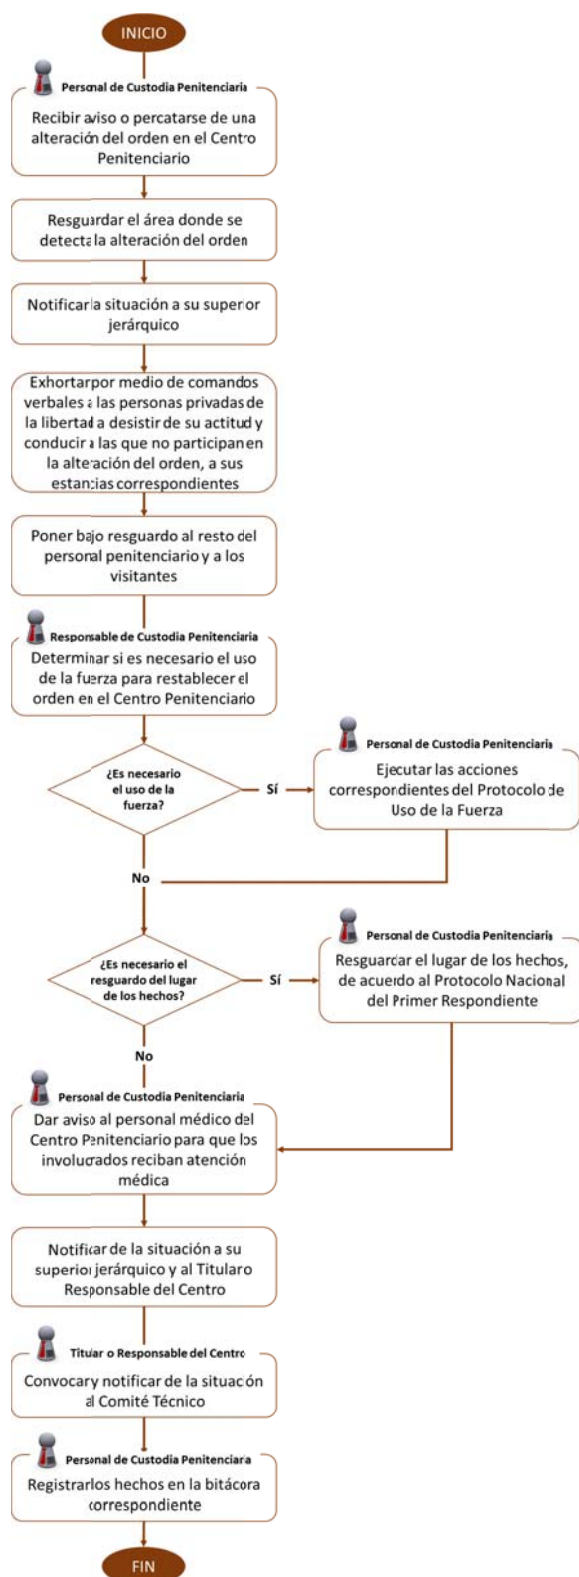 INICIO
Personal de Custodia Penitenciaria
Recibir aviso o percatarse de una
alteración del orden en el Centro
Penitenciario
Resguardar el área donde se
detecta la alteración del orden
Notificar la situación a su superior
jerárquico
Exhortar por medio de comandos
verbales a las personas privadas de
la libertad a desistir de su actitud y
conducir a las que no participan en
la alteración del orden, a sus
estancias correspondientes
Poner bajo resguardo al resto del
personal penitenciario y a los
visitantes
Responsable de Custodia Penitenciaria
Determinar si es necesario el uso
de la fuerza para restablecer el
orden en el Centro Penitenciario
¿Es necesario
el uso de la
fuerza?
Sí
Personal de Custodia Penitenciaria
Ejecutar las acciones
correspondientes del Protocolo de
Uso de la Fuerza
No
¿Es necesario el
resguardo del lugar
de los hechos?
Sí
Personal de Custodia Penitenciaria
Resguardar el lugar de los hechos,
de acuerdo al Protocolo Nacional
del Primer Respondiente
No
Personal de Custodia Penitenciaria
Dar aviso al personal médico del
Centro Penitenciario para que los
involucrados reciban atención
médica
Notificar de la situación a su
superior jerárquico y al Titular o
Responsable del Centro
Titular o Responsable del Centro
Convocar y notificar de la situación
al Comité Técnico
Personal de Custodia Penitenciaria
Registrar los hechos en la bitácora
correspondiente
FIN